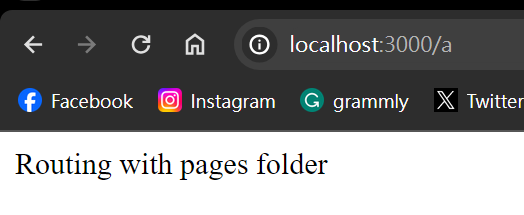 localhost:3000/a
Facebook Instagram grammly Twitter
Routing with pages folder